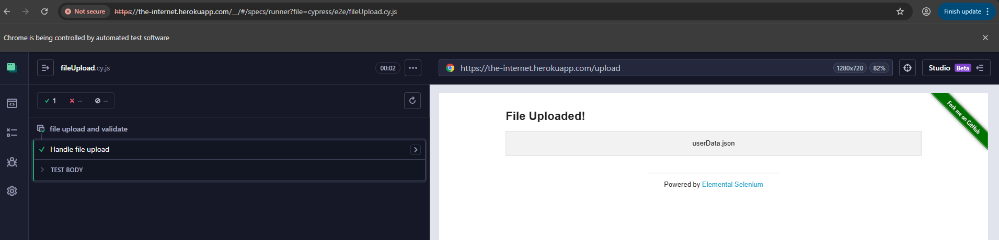 Not secure https://the-internet.herokuapp.com/__/#/specs/runner?file=cypress/e2e/fileUpload.cy.js Finish update
Chrome is being controlled by automated test software
fileUpload.cy.js 00:02
https://the-internet.herokuapp.com/upload 1280x720 82% Studio Beta
1 -- --
file upload and validate
Handle file upload
TEST BODY
Fork me on GitHub
File Uploaded!
userData.json
Powered by Elemental Selenium